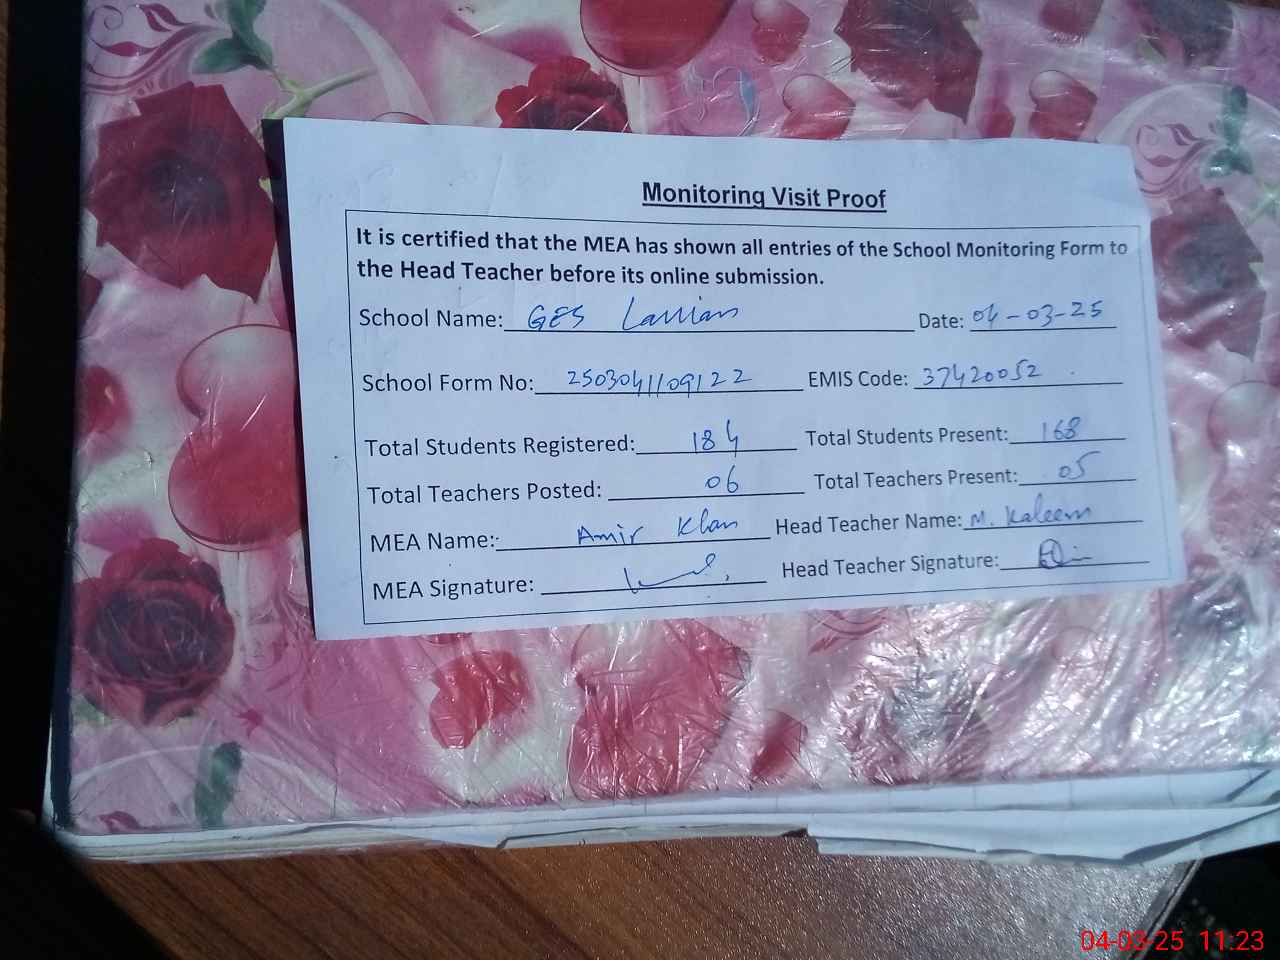 Monitoring Visit Proof
It is certified that the MEA has shown all entries of the School Monitoring Form to
the Head Teacher before its online submission.
School Name: GES Date: 04-03-25
School Form No: 2503041109122 EMIS Code: 37420052
Total Students Registered: 184 Total Students Present: 168
Total Teachers Posted: 06 Total Teachers Present: 05
MEA Name: Amir Khan Head Teacher Name: M. Kaleem
MEA Signature: Head Teacher Signature:
04-03-25 11:23